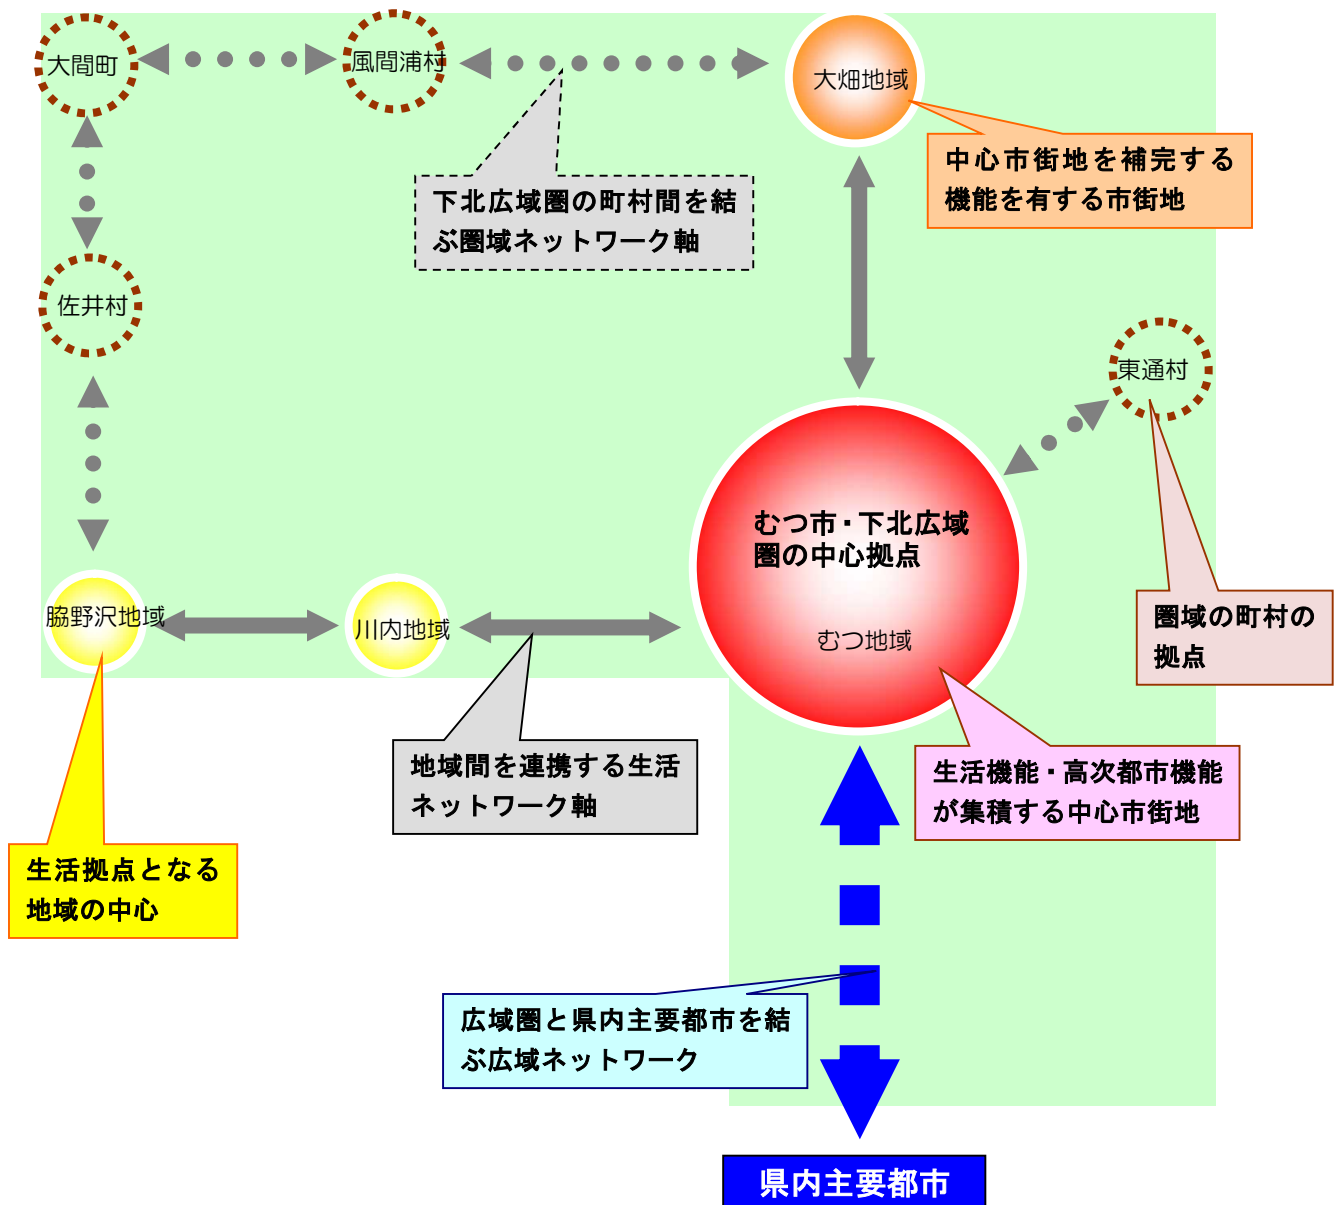 大間町
風間浦村
大畑地域
中心市街地を補完する
機能を有する市街地
下北広域圏の町村間を結
ぶ圏域ネットワーク軸
佐井村
東通村
むつ市・下北広域
圏の中心拠点
むつ地域
圏域の町村の
拠点
脇野沢地域
川内地域
地域間を連携する生活
ネットワーク軸
生活機能・高次都市機能
が集積する中心市街地
生活拠点となる
地域の中心
広域圏と県内主要都市を結
ぶ広域ネットワーク
県内主要都市